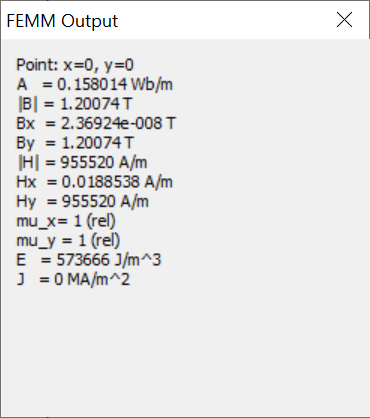 FEMM Output
Point: x=0, y=0
A = 0.158014 Wb/m
|B| = 1.20074 T
Bx = 2.36924e-008 T
By = 1.20074 T
|H| = 955520 A/m
Hx = 0.0188538 A/m
Hy = 955520 A/m
mu_x= 1 (rel)
mu_y = 1 (rel)
E = 573666 J/m^3
J = 0 MA/m^2